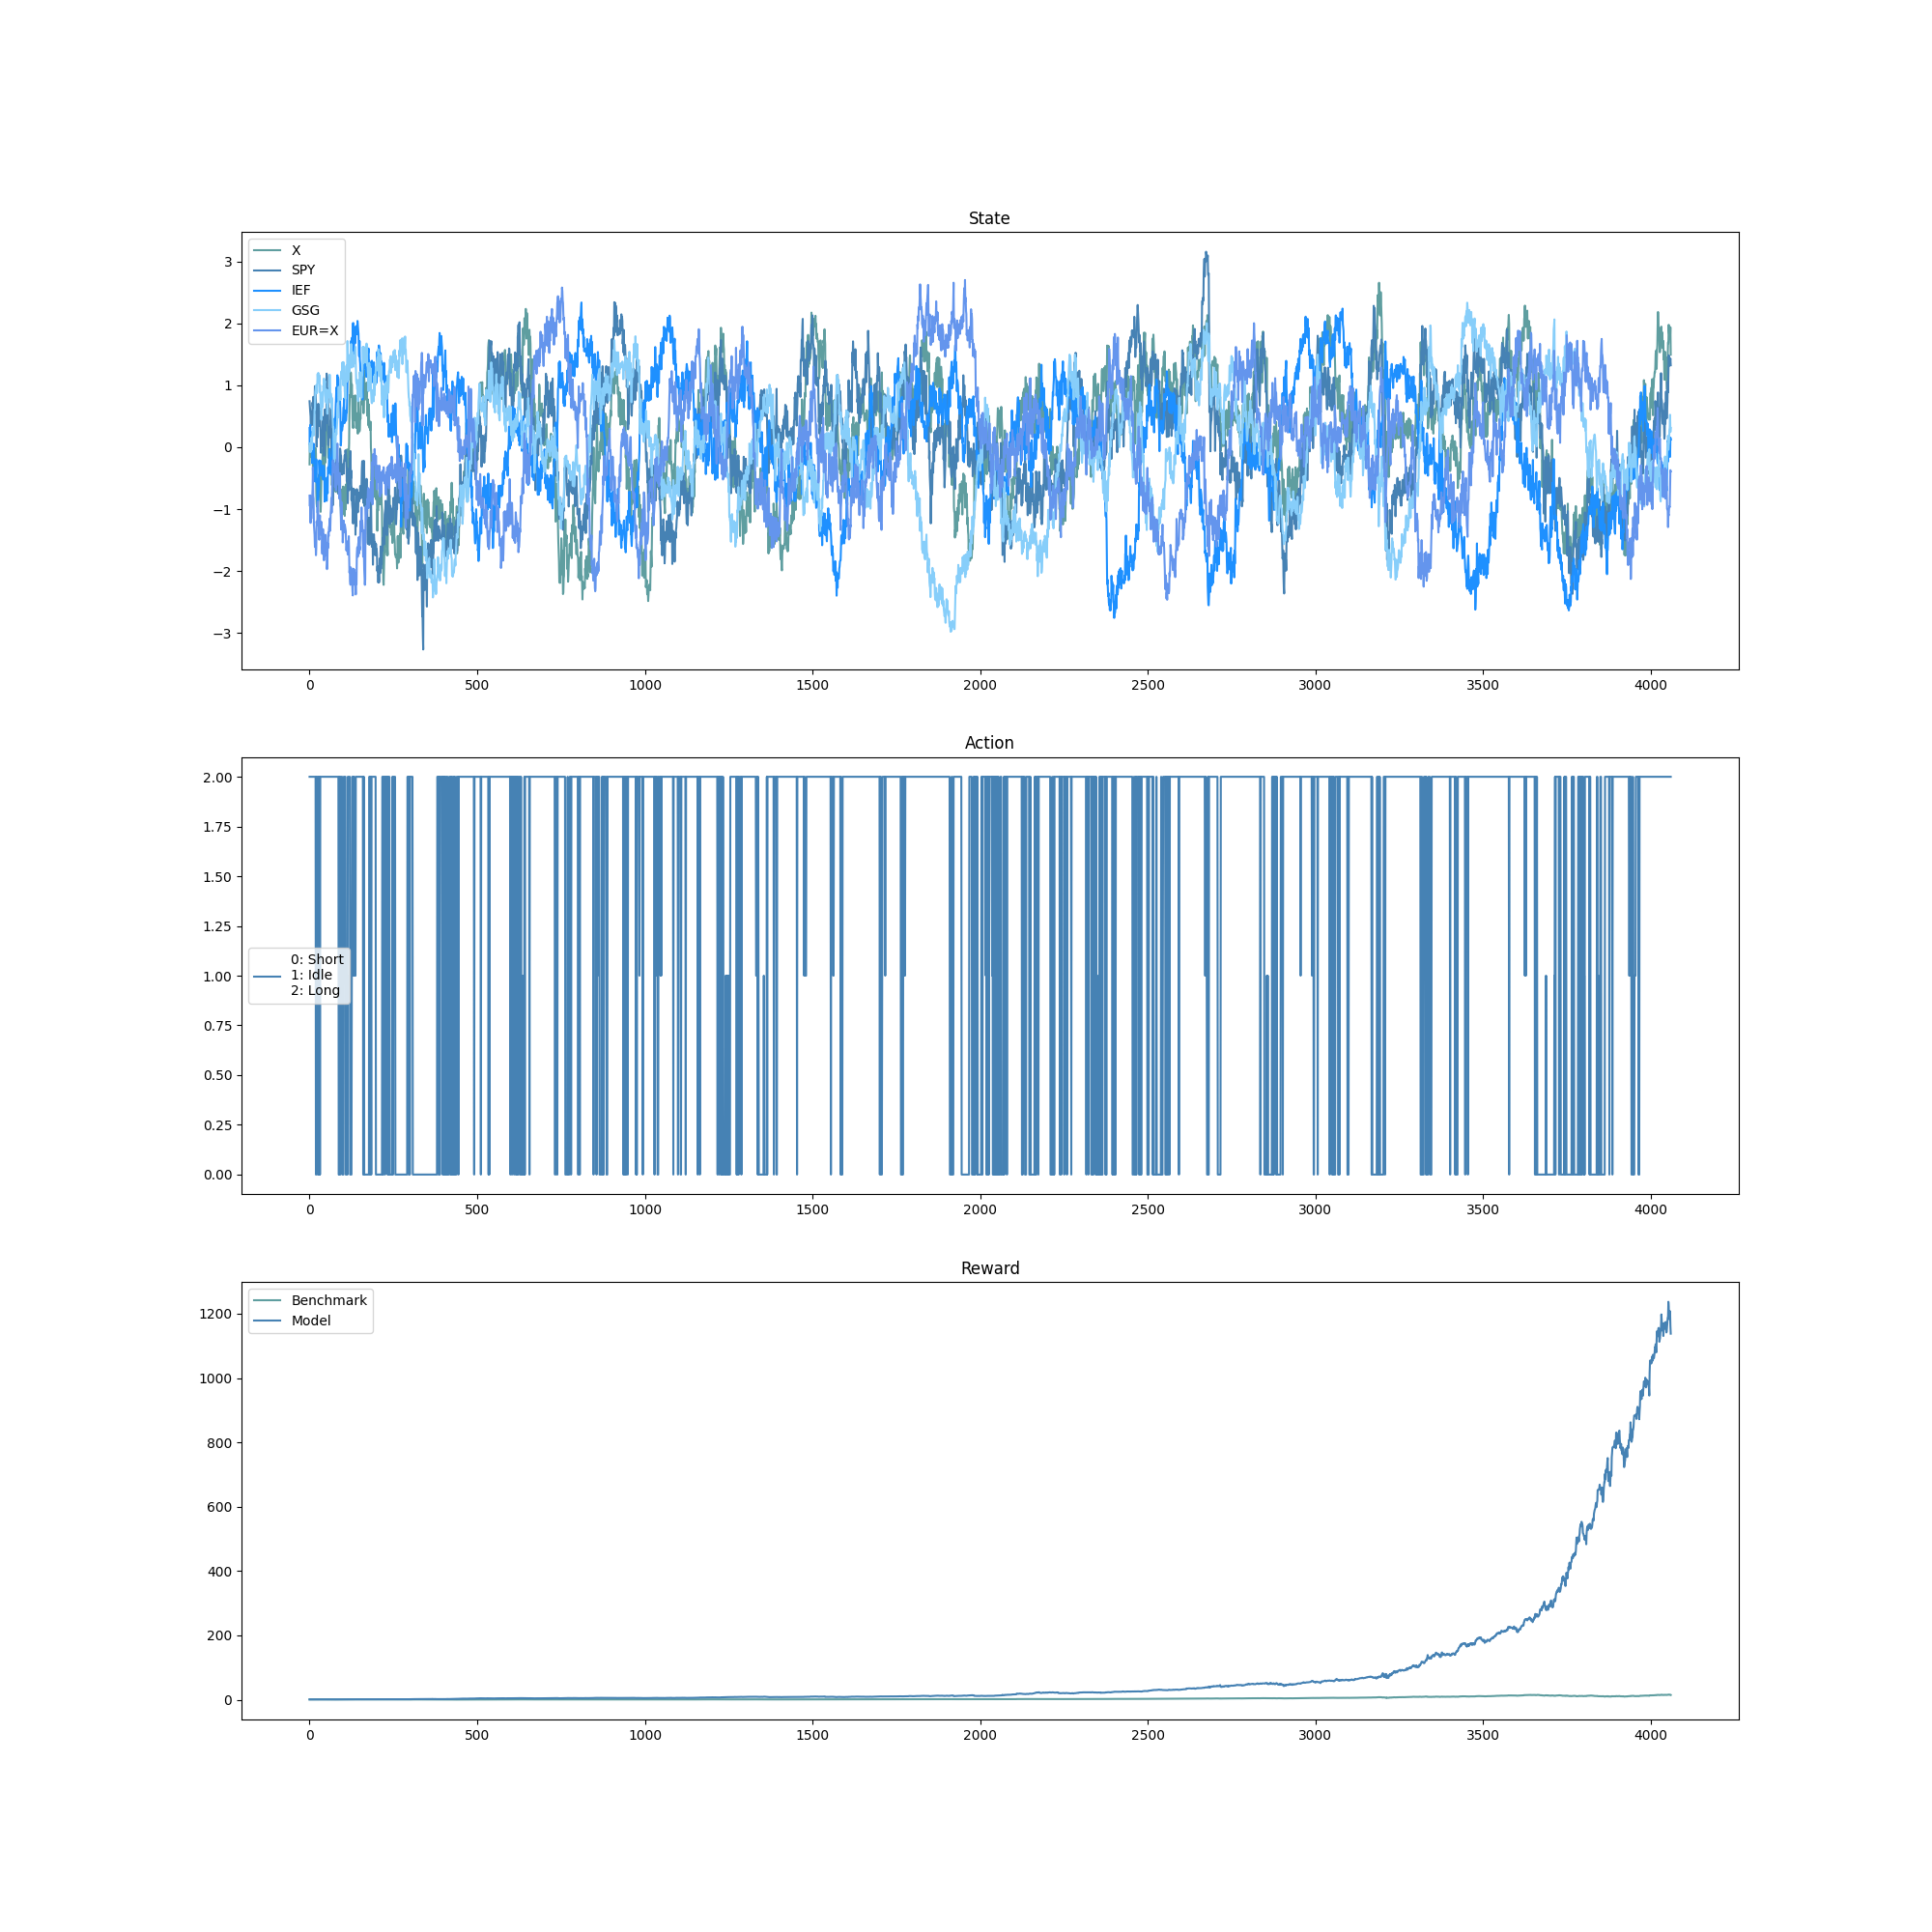 State
X
SPY
IEF
GSG
EUR=X
3
2
1
0
−1
−2
−3
0 500 1000 1500 2000 2500 3000 3500 4000
Action
2.00
1.75
1.50
1.25
1.00
0.75
0.50
0.25
0.00
0: Short
1: Idle
2: Long
0 500 1000 1500 2000 2500 3000 3500 4000
Reward
Benchmark
Model
1200
1000
800
600
400
200
0
0 500 1000 1500 2000 2500 3000 3500 4000